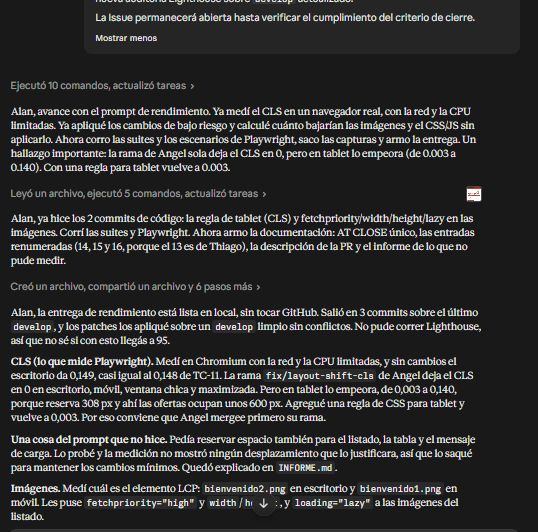 La Issue permanecerá abierta hasta verificar el cumplimiento del criterio de cierre.
Mostrar menos
Ejecutó 10 comandos, actualizó tareas >
Alan, avance con el prompt de rendimiento. Ya medí el CLS en un navegador real, con la red y la CPU
limitadas. Ya apliqué los cambios de bajo riesgo y calculé cuánto bajarían las imágenes y el CSS/JS sin
aplicarlo. Ahora corro las suites y los escenarios de Playwright, saco las capturas y armo la entrega. Un
hallazgo importante: la rama de Angel sola deja el CLS en 0, pero en tablet lo empeora (de 0.003 a
0.140). Con una regla para tablet vuelve a 0.003.
Leyó un archivo, ejecutó 5 comandos, actualizó tareas >
Alan, ya hice los 2 commits de código: la regla de tablet (CLS) y fetchpriority/width/height/lazy en las
imágenes. Corrí las suites y Playwright. Ahora armo la documentación: AT CLOSE único, las entradas
renumeradas (14, 15 y 16, porque el 13 es de Thiago), la descripción de la PR y el informe de lo que no
pude medir.
Creó un archivo, compartió un archivo y 6 pasos más >
Alan, la entrega de rendimiento está lista en local, sin tocar GitHub. Salió en 3 commits sobre el último
develop, y los patches los apliqué sobre un develop limpio sin conflictos. No pude correr Lighthouse,
así que no sé si con esto llegás a 95.
CLS (lo que mide Playwright). Medí en Chromium con la red y la CPU limitadas, y sin cambios el
escritorio da 0,149, casi igual al 0,148 de TC-11. La rama fix/layout-shift-cls de Angel deja el CLS
en 0 en escritorio, móvil, ventana chica y maximizada. Pero en tablet lo empeora, de 0,003 a 0,140,
porque reserva 308 px y ahí las ofertas ocupan unos 600 px. Agregué una regla de CSS para tablet y
vuelve a 0,003. Por eso conviene que Angel mergee primero su rama.
Una cosa del prompt que no hice. Pedía reservar espacio también para el listado, la tabla y el mensaje
de carga. Lo probé y la medición no mostró ningún desplazamiento que lo justificara, así que lo saqué
para mantener los cambios mínimos. Quedó explicado en INFORME.md.
Imágenes. Medí cuál es el elemento LCP: bienvenido2.png en escritorio y bienvenido1.png en
móvil. Les puse fetchpriority="high" y width/h , y loading="lazy" a las imágenes del
listado.